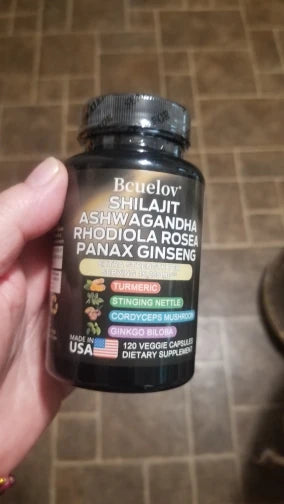 Bcuelov®
SHILAJIT
ASHWAGANDHA
RHODIOLA ROSEA
PANAX GINSENG
TURMERIC
STINGING NETTLE
CORDYCEPS MUSHROOM
GINKGO BILOBA
MADE IN
USA
120 VEGGIE CAPSULES
DIETARY SUPPLEMENT